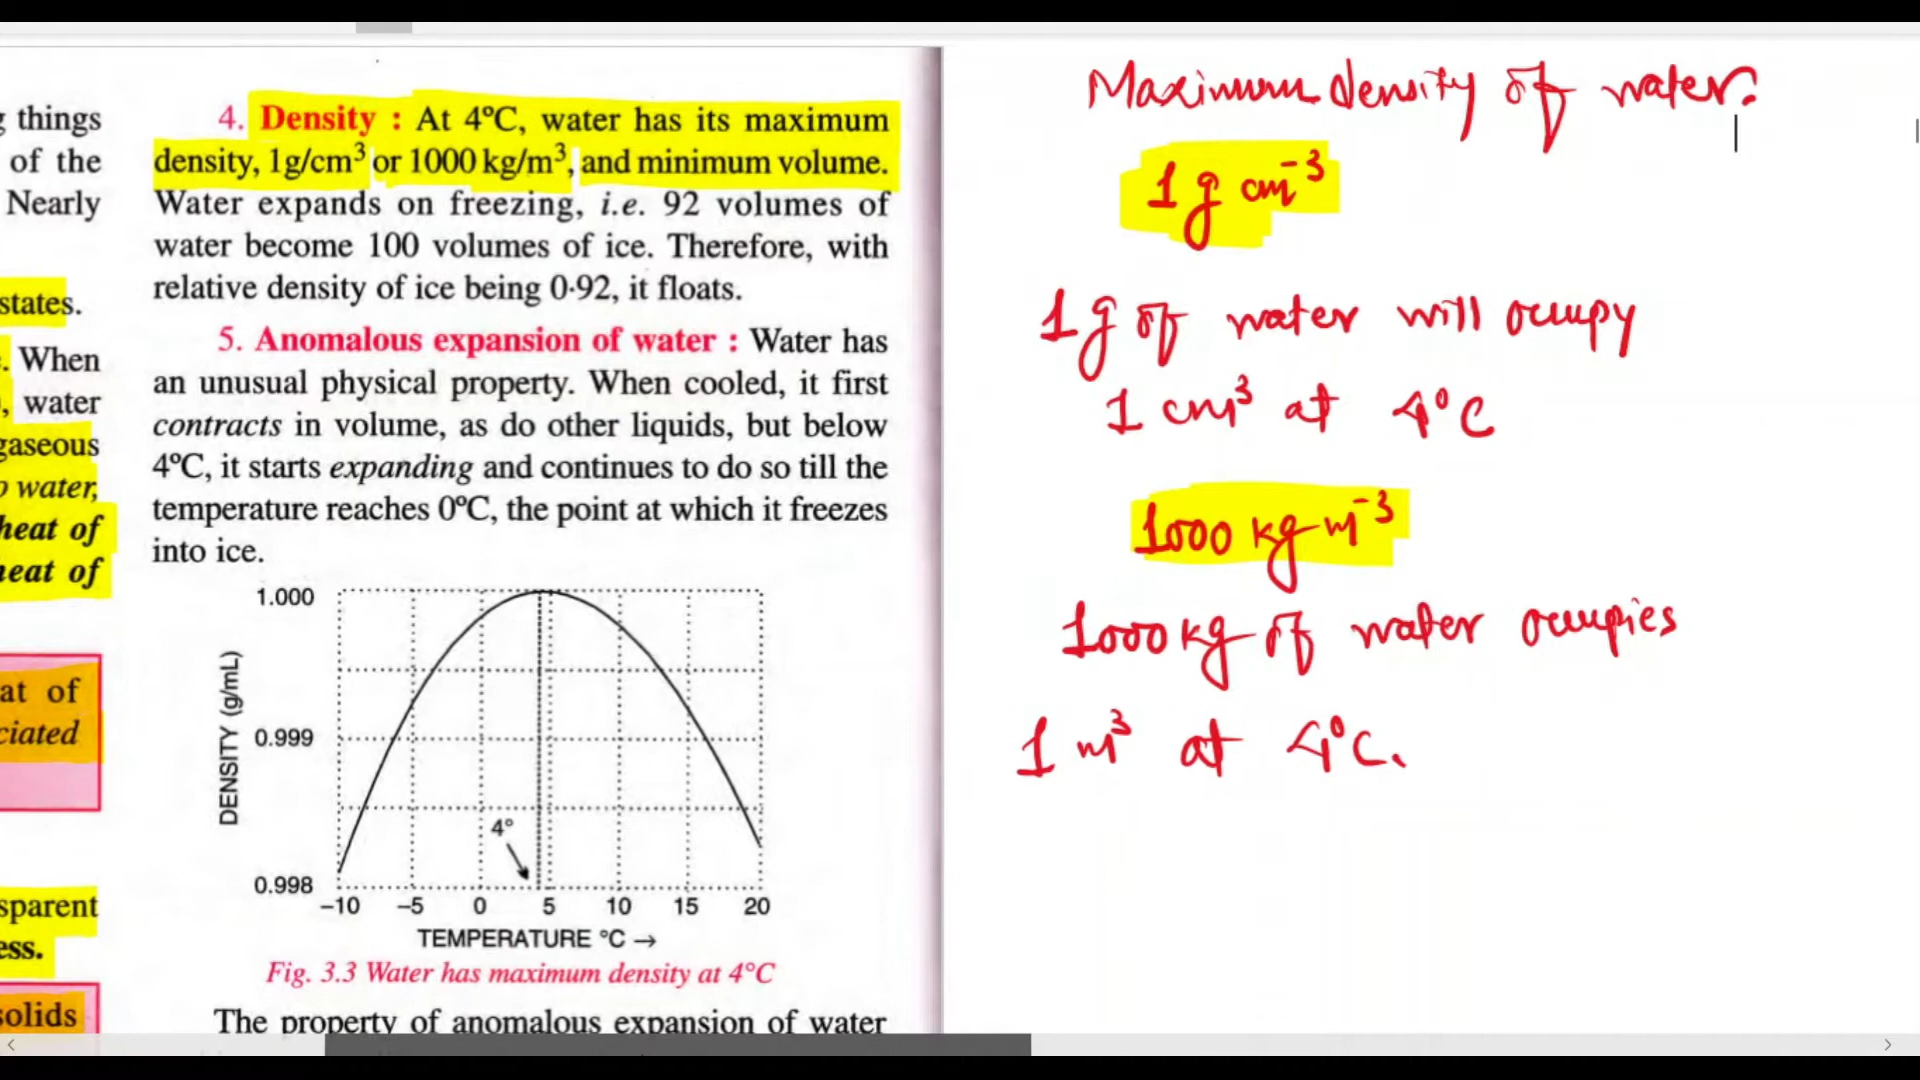 g things
of the
Nearly
states.
. When
, water
gaseous
o water,
heat of
heat of
at of
ciated
sparent
ess.
solids
4. Density : At 4°C, water has its maximum
density, 1g/cm³ or 1000 kg/m³, and minimum volume.
Water expands on freezing, i.e. 92 volumes of
water become 100 volumes of ice. Therefore, with
relative density of ice being 0·92, it floats.
5. Anomalous expansion of water : Water has
an unusual physical property. When cooled, it first
contracts in volume, as do other liquids, but below
4°C, it starts expanding and continues to do so till the
temperature reaches 0°C, the point at which it freezes
into ice.
1.000
0.999
0.998
DENSITY (g/mL)
4°
−10 −5 0 5 10 15 20
TEMPERATURE °C →
Fig. 3.3 Water has maximum density at 4°C
The property of anomalous expansion of water
Maximum density of water:
1 g cm⁻³
1g of water will occupy
1 cm³ at 4°C
1000 kg m⁻³
1000 kg of water occupies
1 m³ at 4°C.